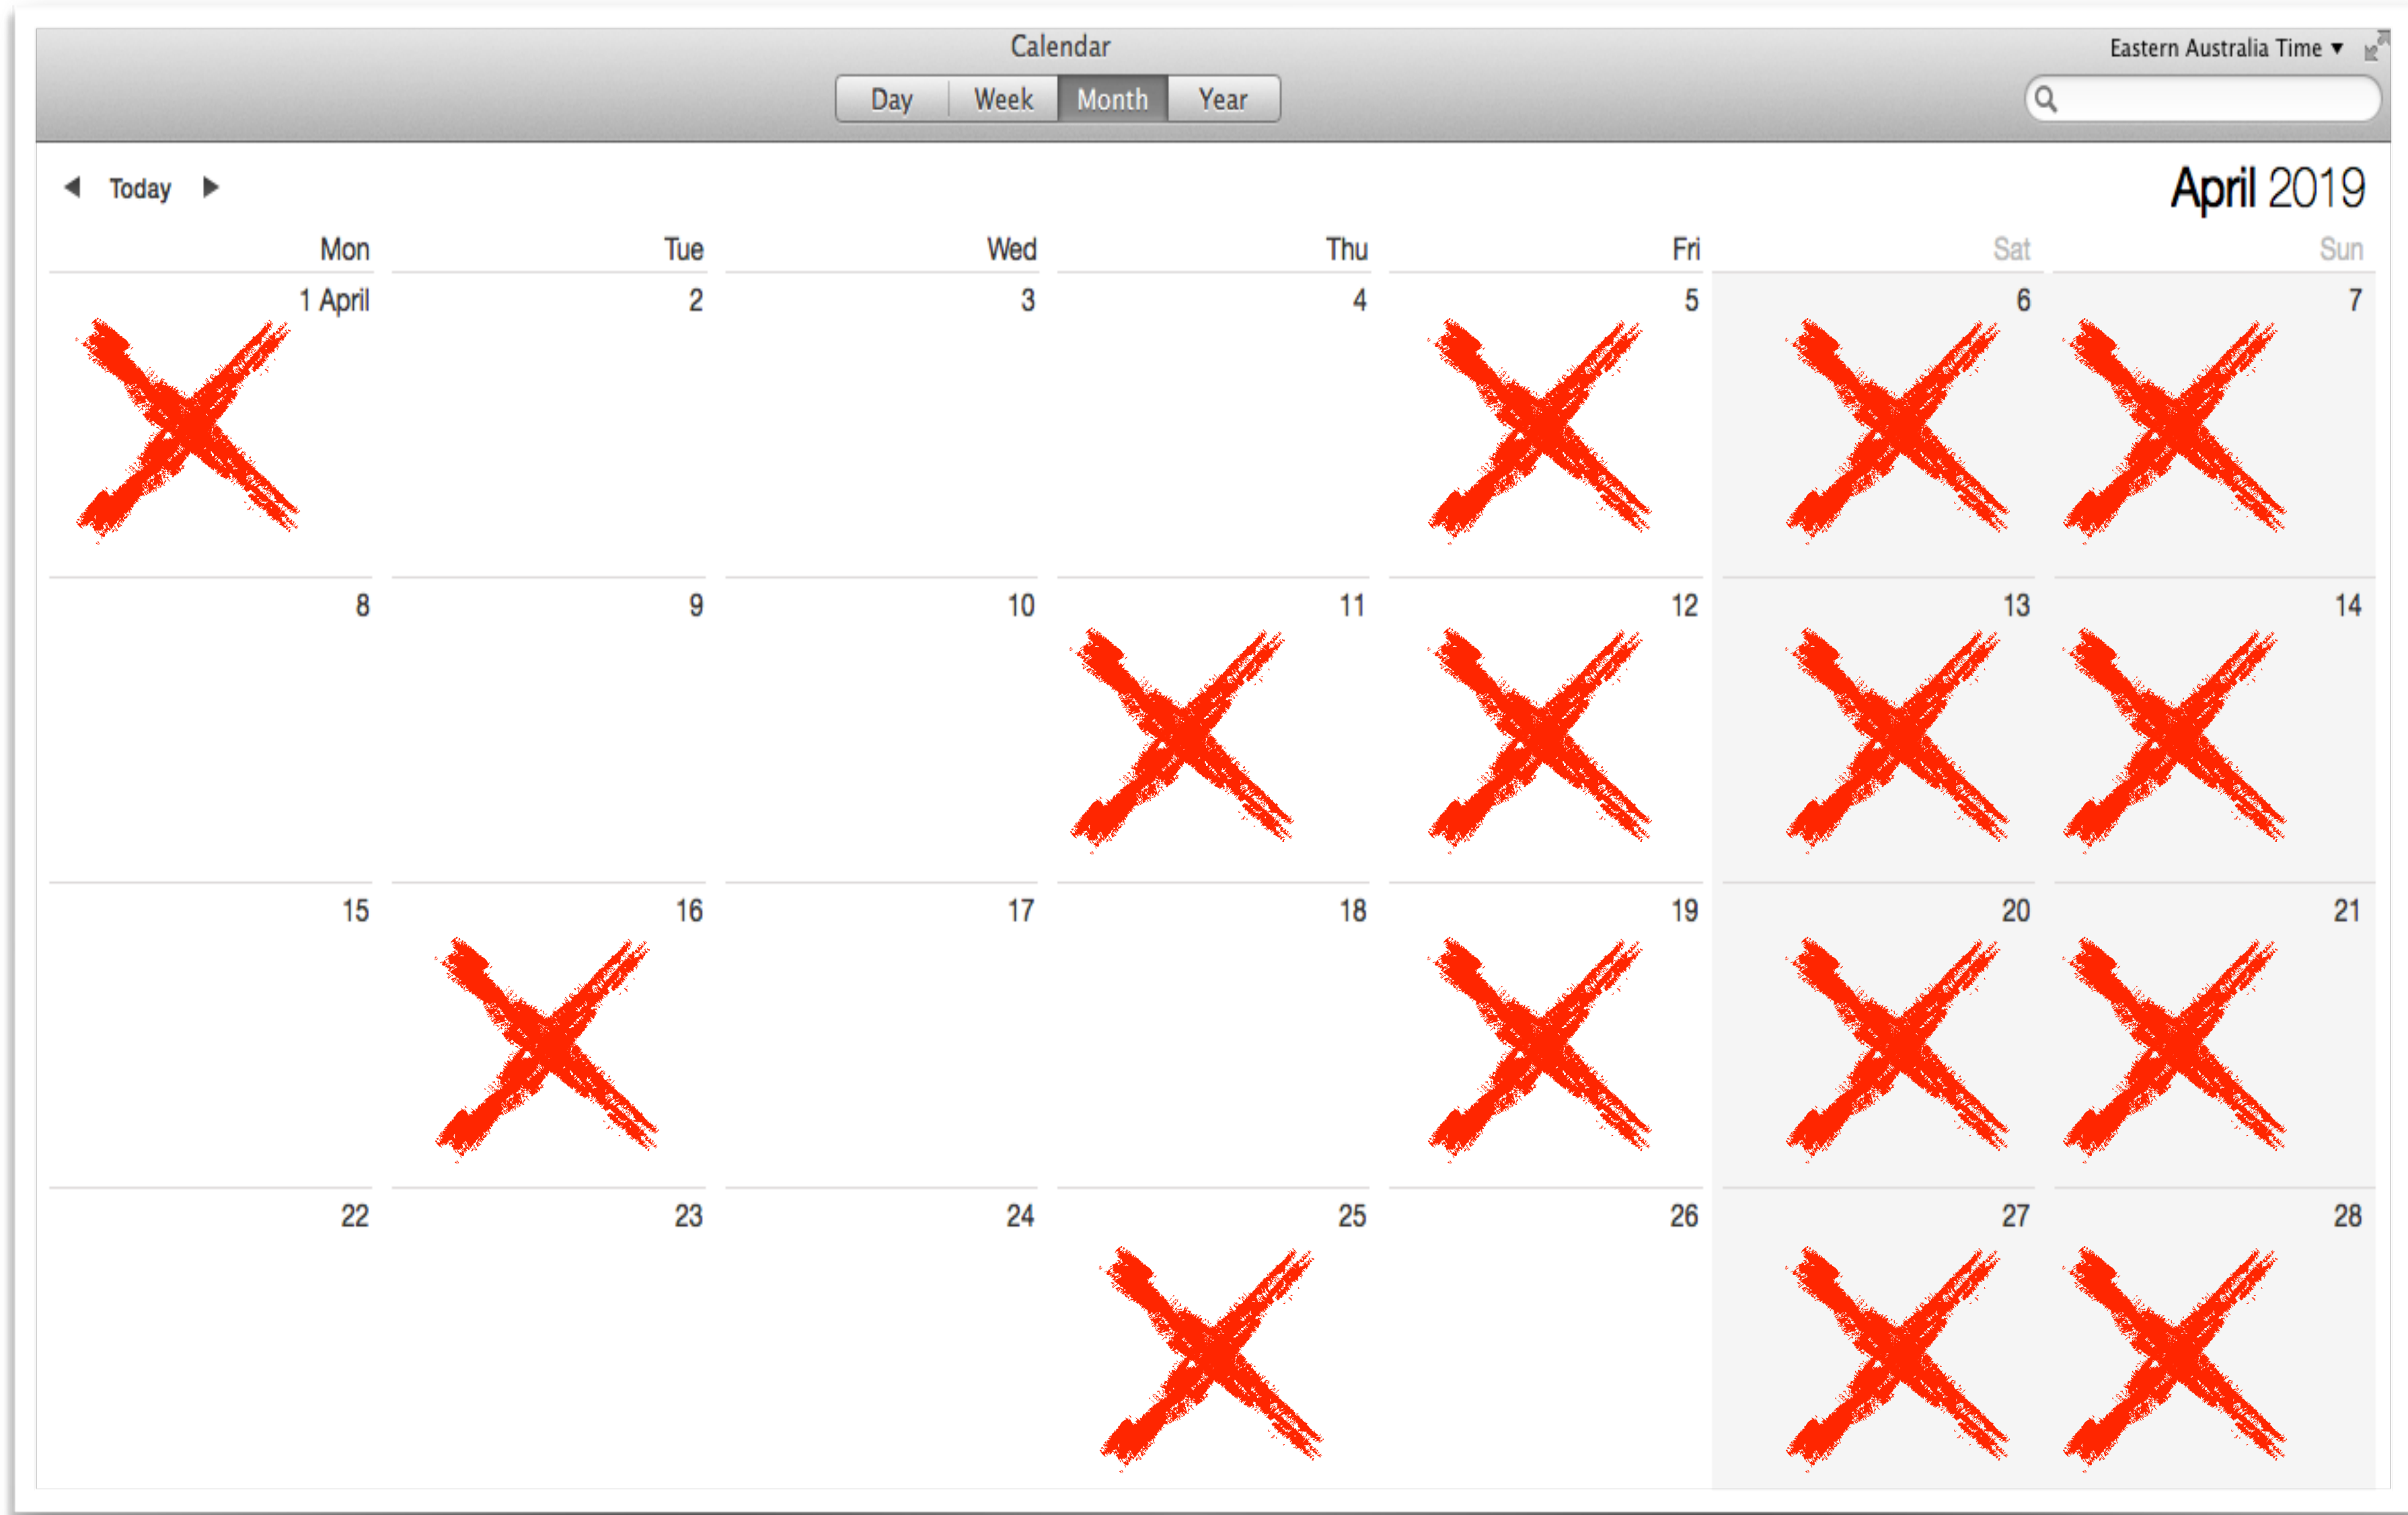 Calendar
Eastern Australia Time ▼
Day Week Month Year
◀ Today ▶
April 2019
Mon Tue Wed Thu Fri Sat Sun
1 April 2 3 4 5 6 7
8 9 10 11 12 13 14
15 16 17 18 19 20 21
22 23 24 25 26 27 28